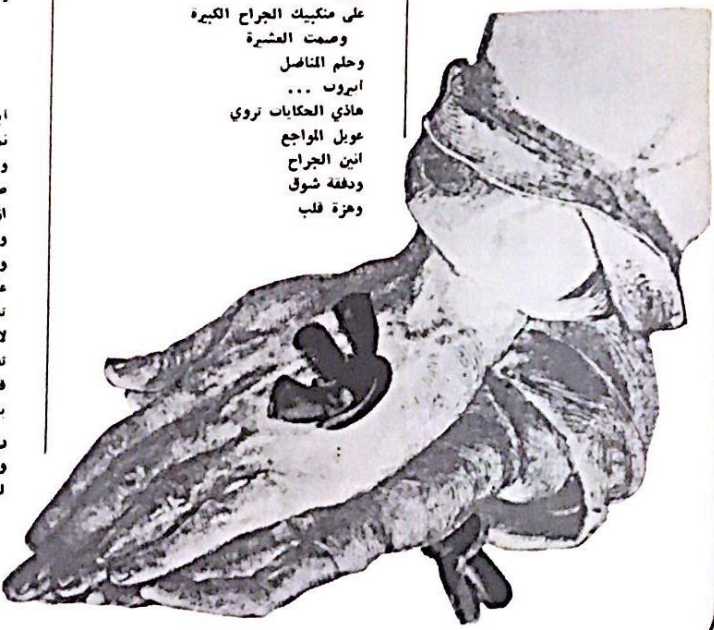 على منكبيك الجراح الكبيرة
وصمت العشيرة
وحلم المناضل
ابيروت ...
هاذي الحكايات تروي
عويل المواجع
انين الجراح
ودفقة شوق
وهزة قلب